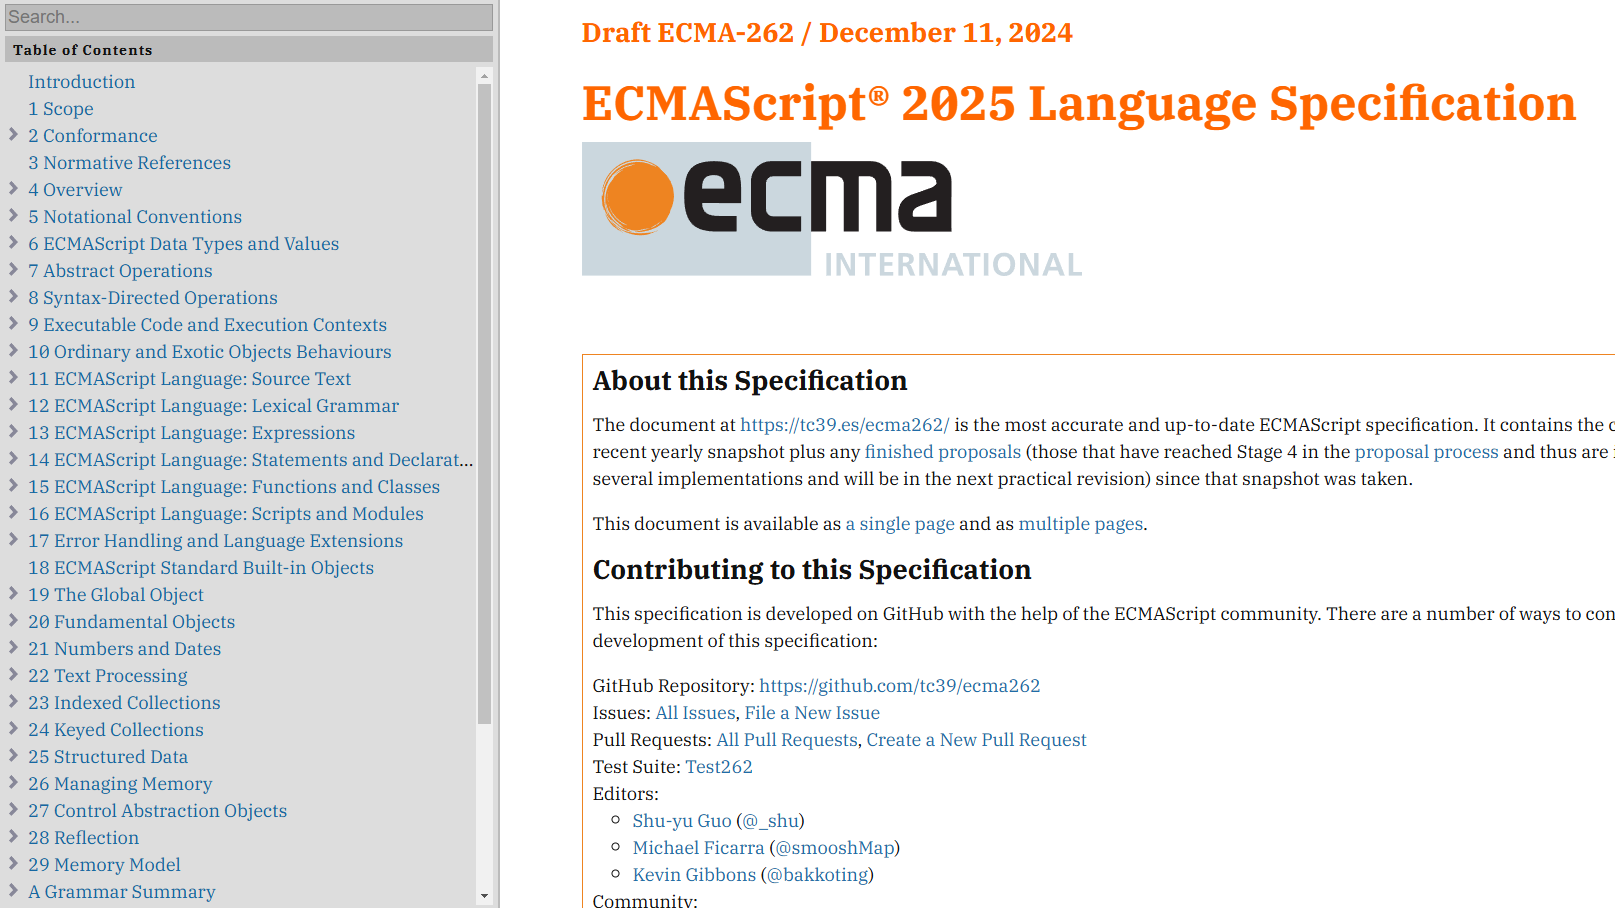 Search...
Table of Contents
Introduction
1 Scope
2 Conformance
3 Normative References
4 Overview
5 Notational Conventions
6 ECMAScript Data Types and Values
7 Abstract Operations
8 Syntax-Directed Operations
9 Executable Code and Execution Contexts
10 Ordinary and Exotic Objects Behaviours
11 ECMAScript Language: Source Text
12 ECMAScript Language: Lexical Grammar
13 ECMAScript Language: Expressions
14 ECMAScript Language: Statements and Declarat...
15 ECMAScript Language: Functions and Classes
16 ECMAScript Language: Scripts and Modules
17 Error Handling and Language Extensions
18 ECMAScript Standard Built-in Objects
19 The Global Object
20 Fundamental Objects
21 Numbers and Dates
22 Text Processing
23 Indexed Collections
24 Keyed Collections
25 Structured Data
26 Managing Memory
27 Control Abstraction Objects
28 Reflection
29 Memory Model
A Grammar Summary
Draft ECMA-262 / December 11, 2024
ECMAScript® 2025 Language Specification
ecma
INTERNATIONAL
About this Specification
The document at https://tc39.es/ecma262/ is the most accurate and up-to-date ECMAScript specification. It contains the
recent yearly snapshot plus any finished proposals (those that have reached Stage 4 in the proposal process and thus are
several implementations and will be in the next practical revision) since that snapshot was taken.
This document is available as a single page and as multiple pages.
Contributing to this Specification
This specification is developed on GitHub with the help of the ECMAScript community. There are a number of ways to con
development of this specification:
GitHub Repository: https://github.com/tc39/ecma262
Issues: All Issues, File a New Issue
Pull Requests: All Pull Requests, Create a New Pull Request
Test Suite: Test262
Editors:
Shu-yu Guo (@_shu)
Michael Ficarra (@smooshMap)
Kevin Gibbons (@bakkoting)
Community: